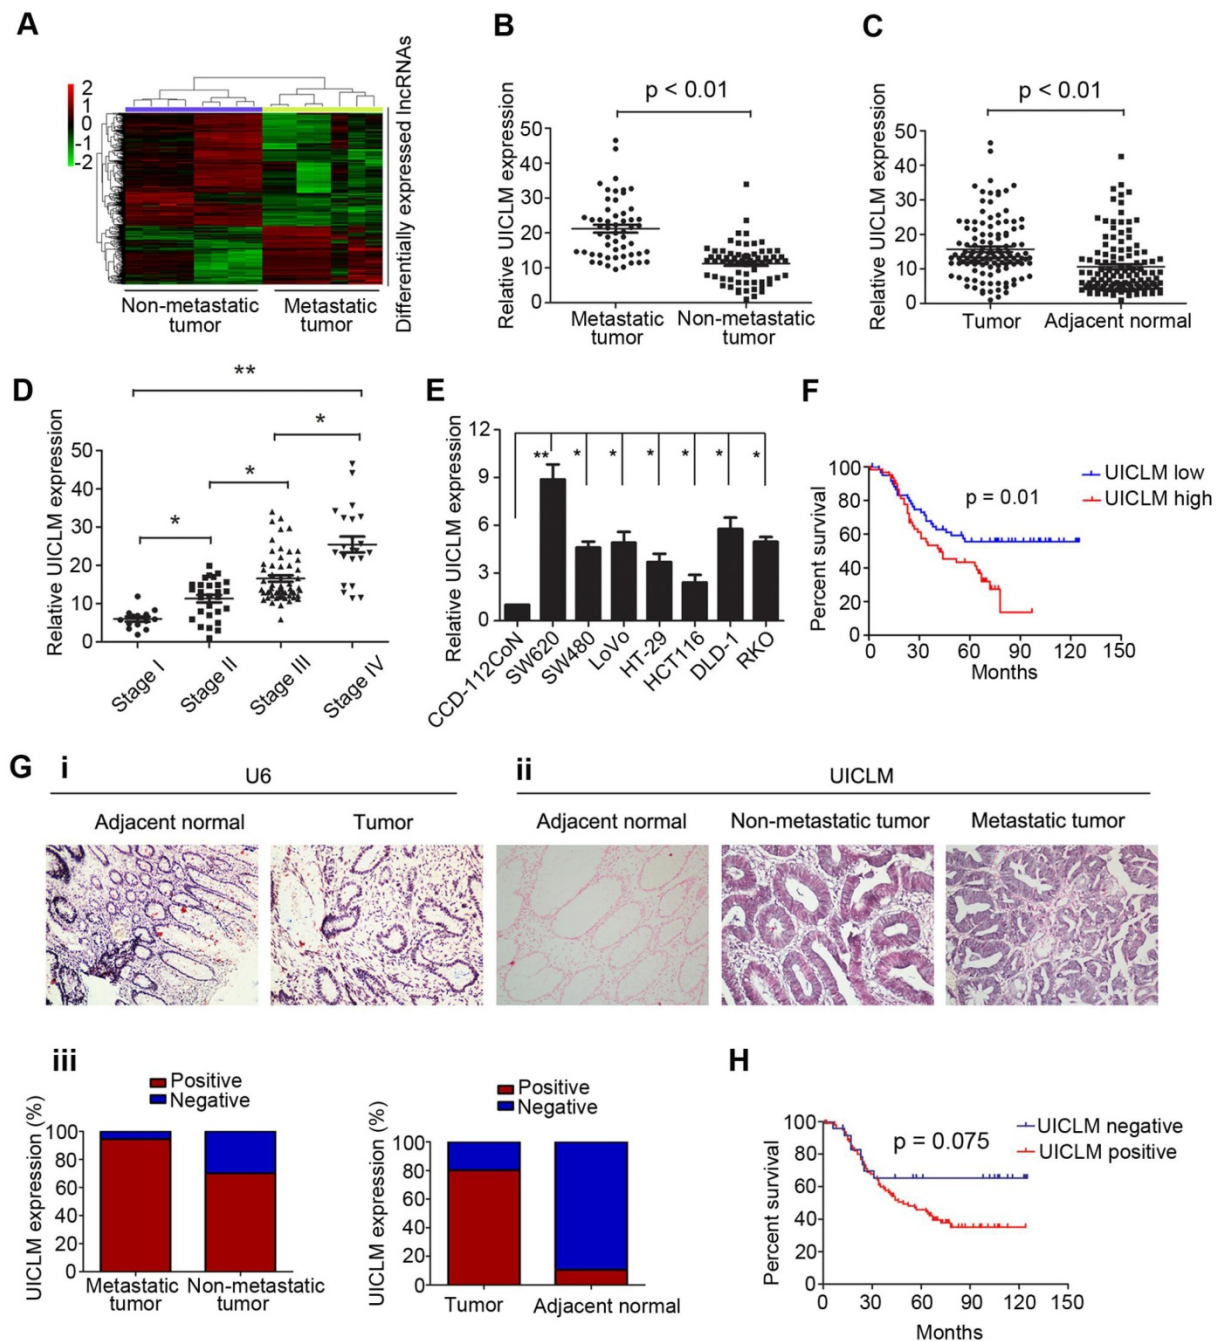 A
2
1
0
-1
-2
Differentially expressed lncRNAs
Non-metastatic
tumor
Metastatic
tumor
B
p < 0.01
Relative UICLM expression
50
40
30
20
10
0
Metastatic
tumor
Non-metastatic
tumor
C
p < 0.01
Relative UICLM expression
50
40
30
20
10
0
Tumor
Adjacent normal
D
**
*
*
*
Relative UICLM expression
50
40
30
20
10
0
Stage I
Stage II
Stage III
Stage IV
E
Relative UICLM expression
12
9
6
3
0
**
*
*
*
*
*
*
CCD-112CoN
SW620
SW480
LoVo
HT-29
HCT116
DLD-1
RKO
F
Percent survival
100
80
60
40
20
0
p = 0.01
UICLM low
UICLM high
0
30
60
90
120
150
Months
G
i
U6
Adjacent normal
Tumor
ii
UICLM
Adjacent normal
Non-metastatic tumor
Metastatic tumor
iii
Positive
Negative
UICLM expression (%)
100
80
60
40
20
0
Metastatic
tumor
Non-metastatic
tumor
Positive
Negative
UICLM expression (%)
100
80
60
40
20
0
Tumor
Adjacent normal
H
Percent survival
100
80
60
40
20
0
p = 0.075
UICLM negative
UICLM positive
0
30
60
90
120
150
Months